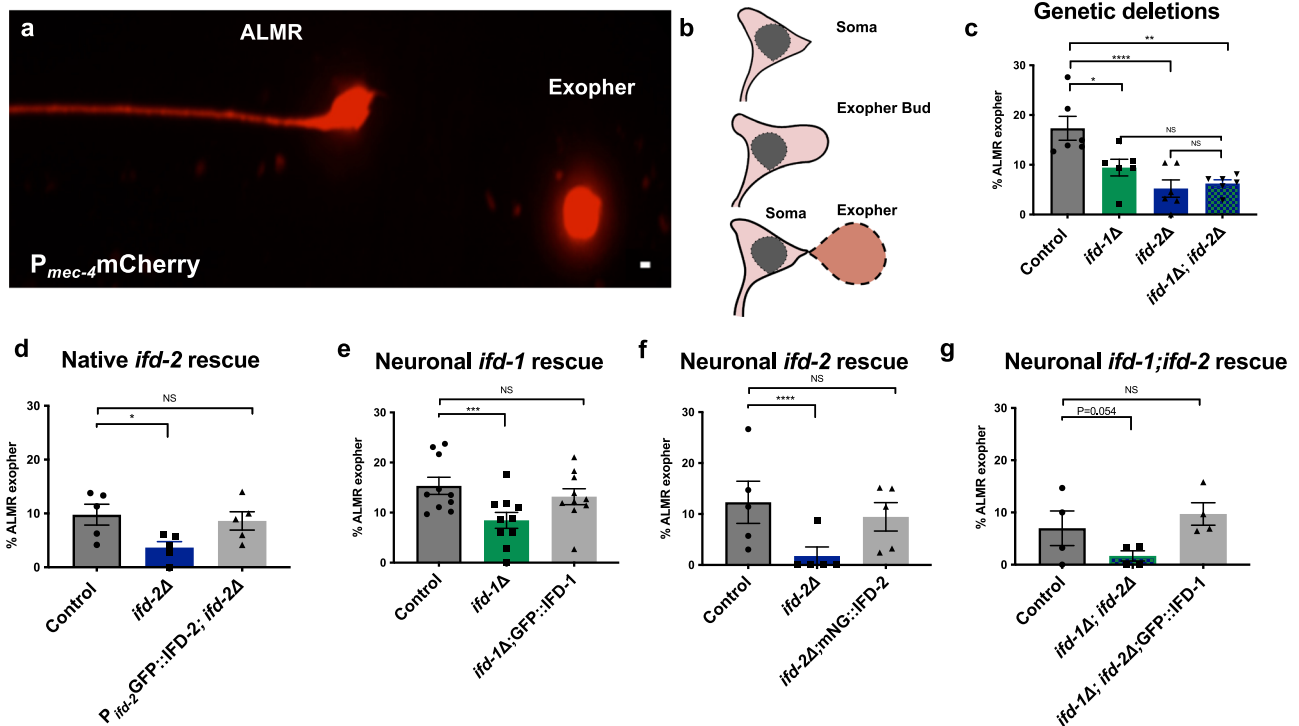 a
ALMR
Exopher
Pmec-4mCherry
b
Soma
Exopher Bud
Soma
Exopher
c
Genetic deletions
**
****
*
NS
NS
30
20
10
0
% ALMR exopher
Control
ifd-1Δ
ifd-2Δ
ifd-1Δ; ifd-2Δ
d
Native ifd-2 rescue
NS
*
30
20
10
0
% ALMR exopher
Control
ifd-2Δ
Pifd-2GFP::IFD-2; ifd-2Δ
e
Neuronal ifd-1 rescue
NS
***
30
20
10
0
% ALMR exopher
Control
ifd-1Δ
ifd-1Δ;GFP::IFD-1
f
Neuronal ifd-2 rescue
NS
****
30
20
10
0
% ALMR exopher
Control
ifd-2Δ
ifd-2Δ;mNG::IFD-2
g
Neuronal ifd-1;ifd-2 rescue
NS
P=0.054
30
20
10
0
% ALMR exopher
Control
ifd-1Δ; ifd-2Δ
ifd-1Δ; ifd-2Δ;GFP::IFD-1